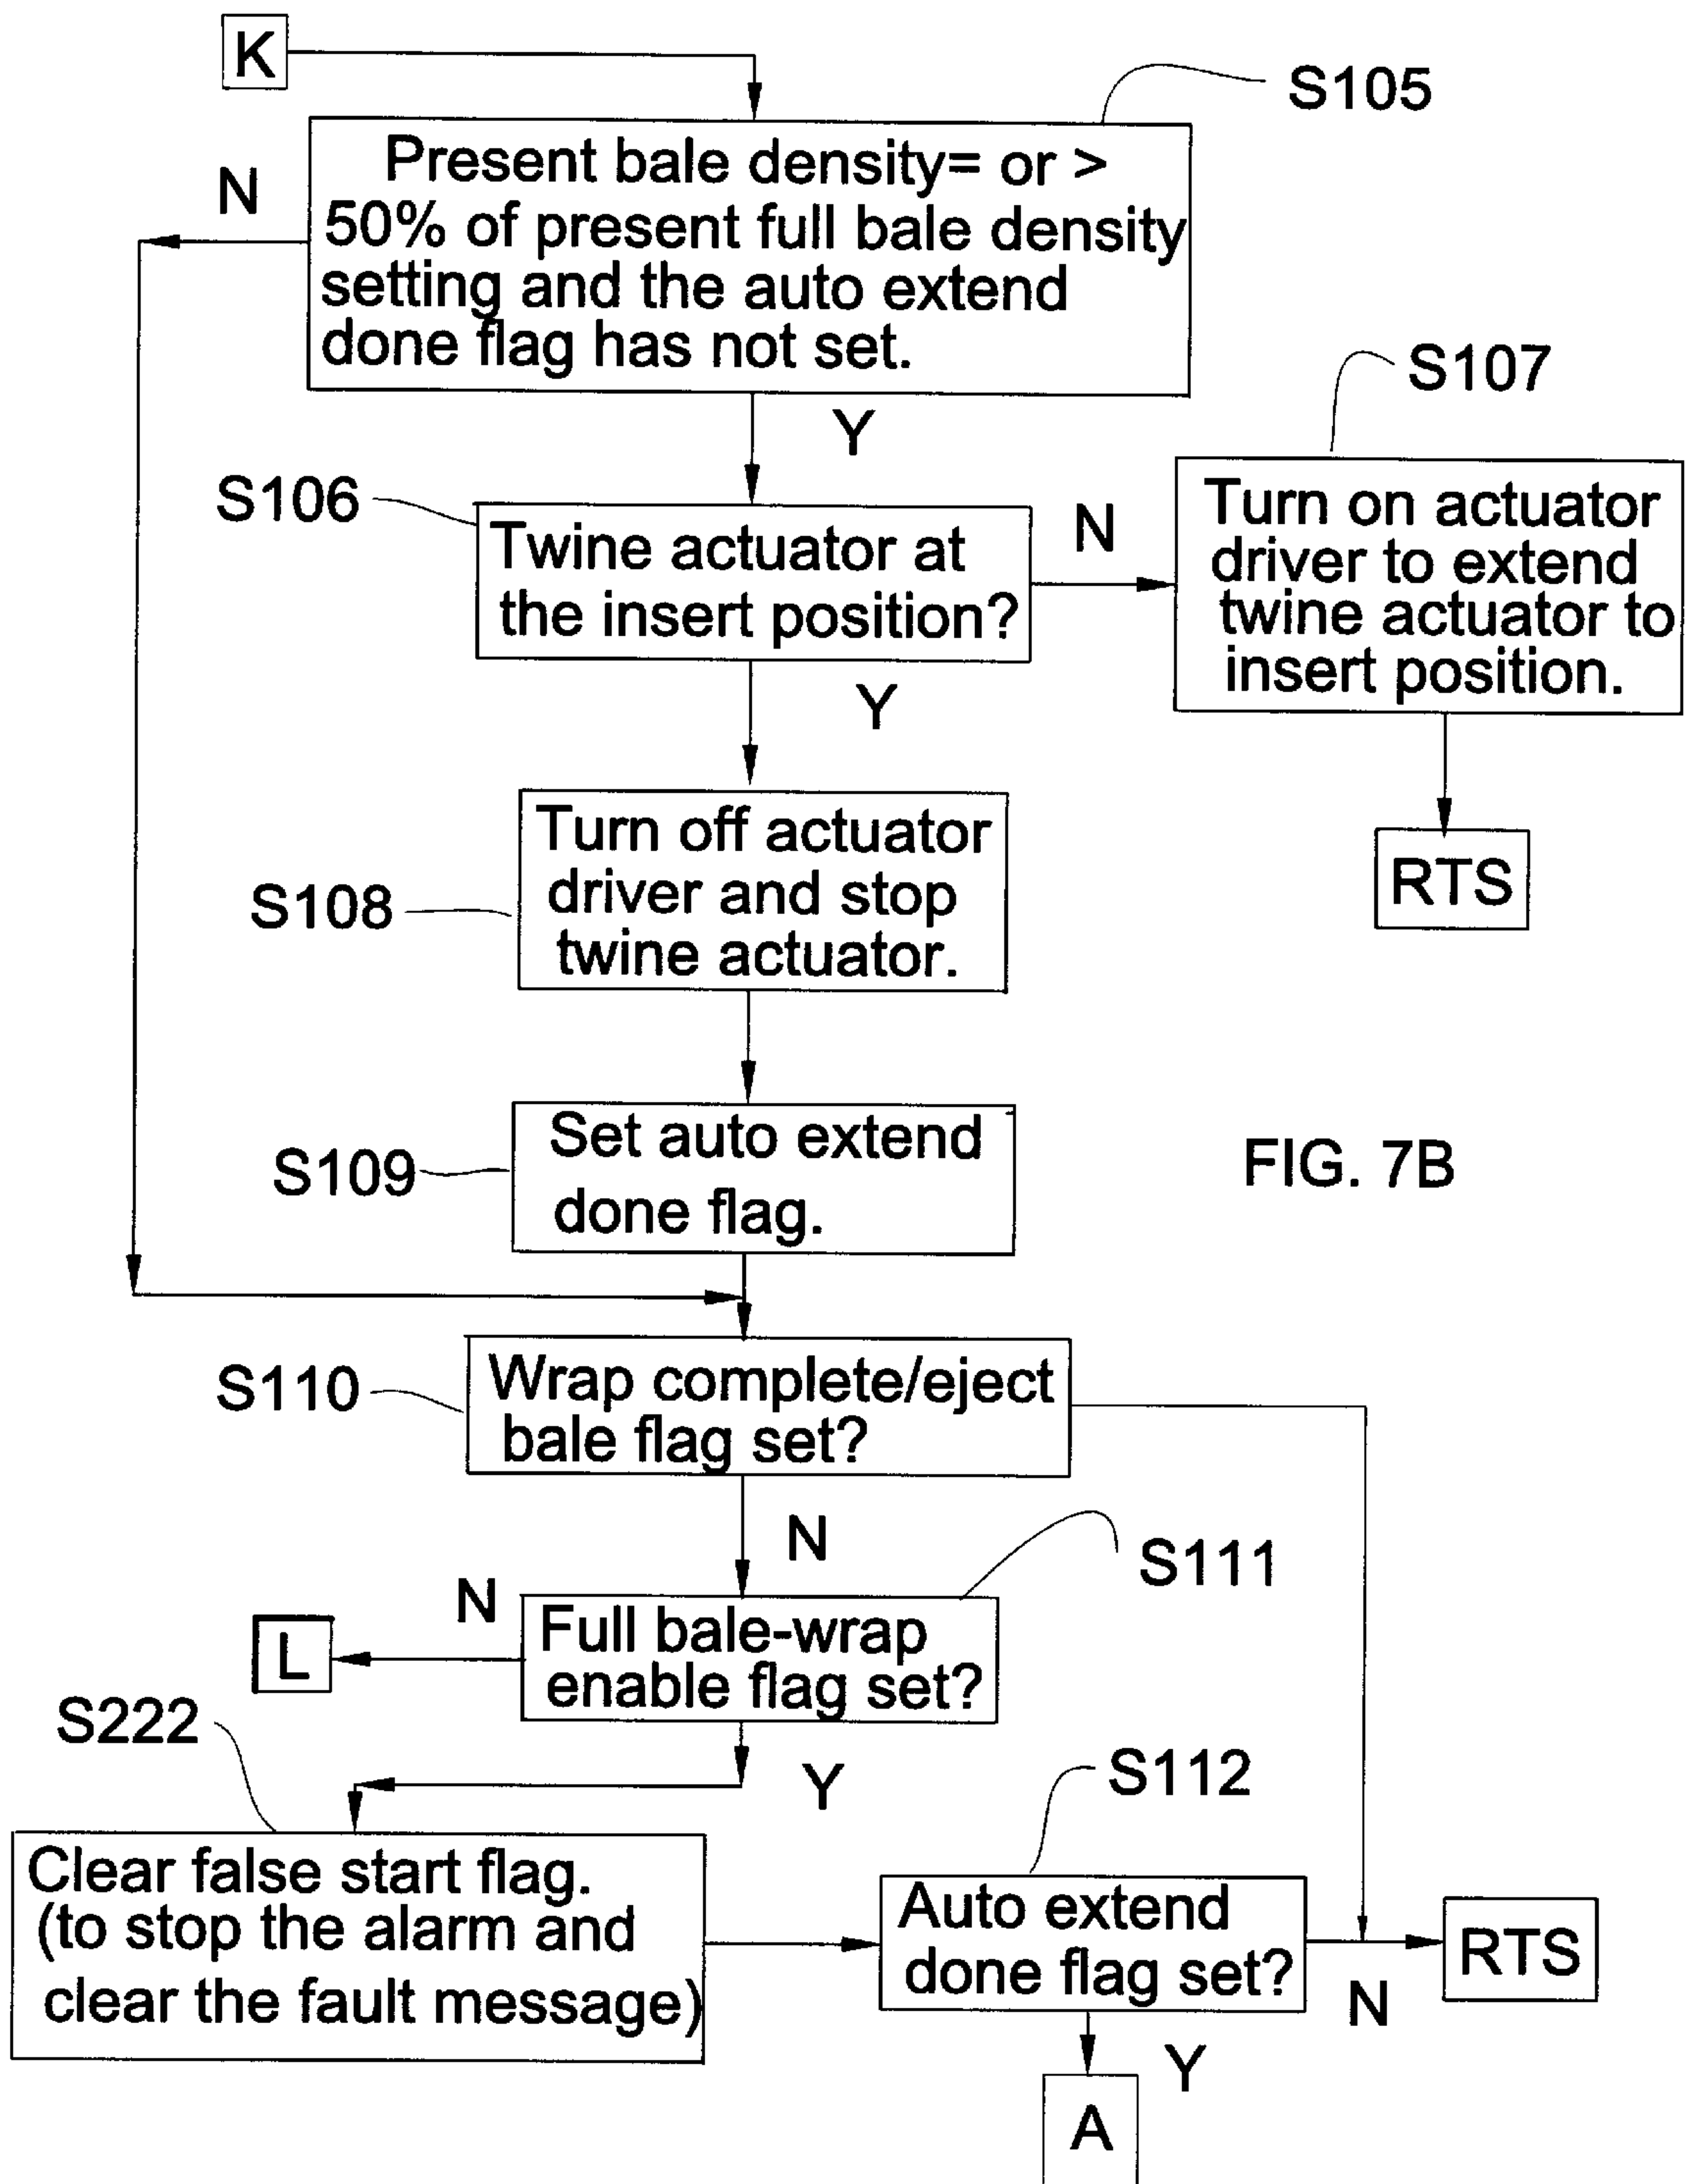 K
S105
Present bale density= or >
50% of present full bale density
setting and the auto extend
done flag has not set.
N
Y
S107
S106
Twine actuator at
the insert position?
N
Turn on actuator
driver to extend
twine actuator to
insert position.
Y
RTS
S108
Turn off actuator
driver and stop
twine actuator.
S109
Set auto extend
done flag.
FIG. 7B
S110
Wrap complete/eject
bale flag set?
N
S111
N
L
Full bale-wrap
enable flag set?
Y
S222
S112
Clear false start flag.
(to stop the alarm and
clear the fault message)
Auto extend
done flag set?
N
RTS
Y
A